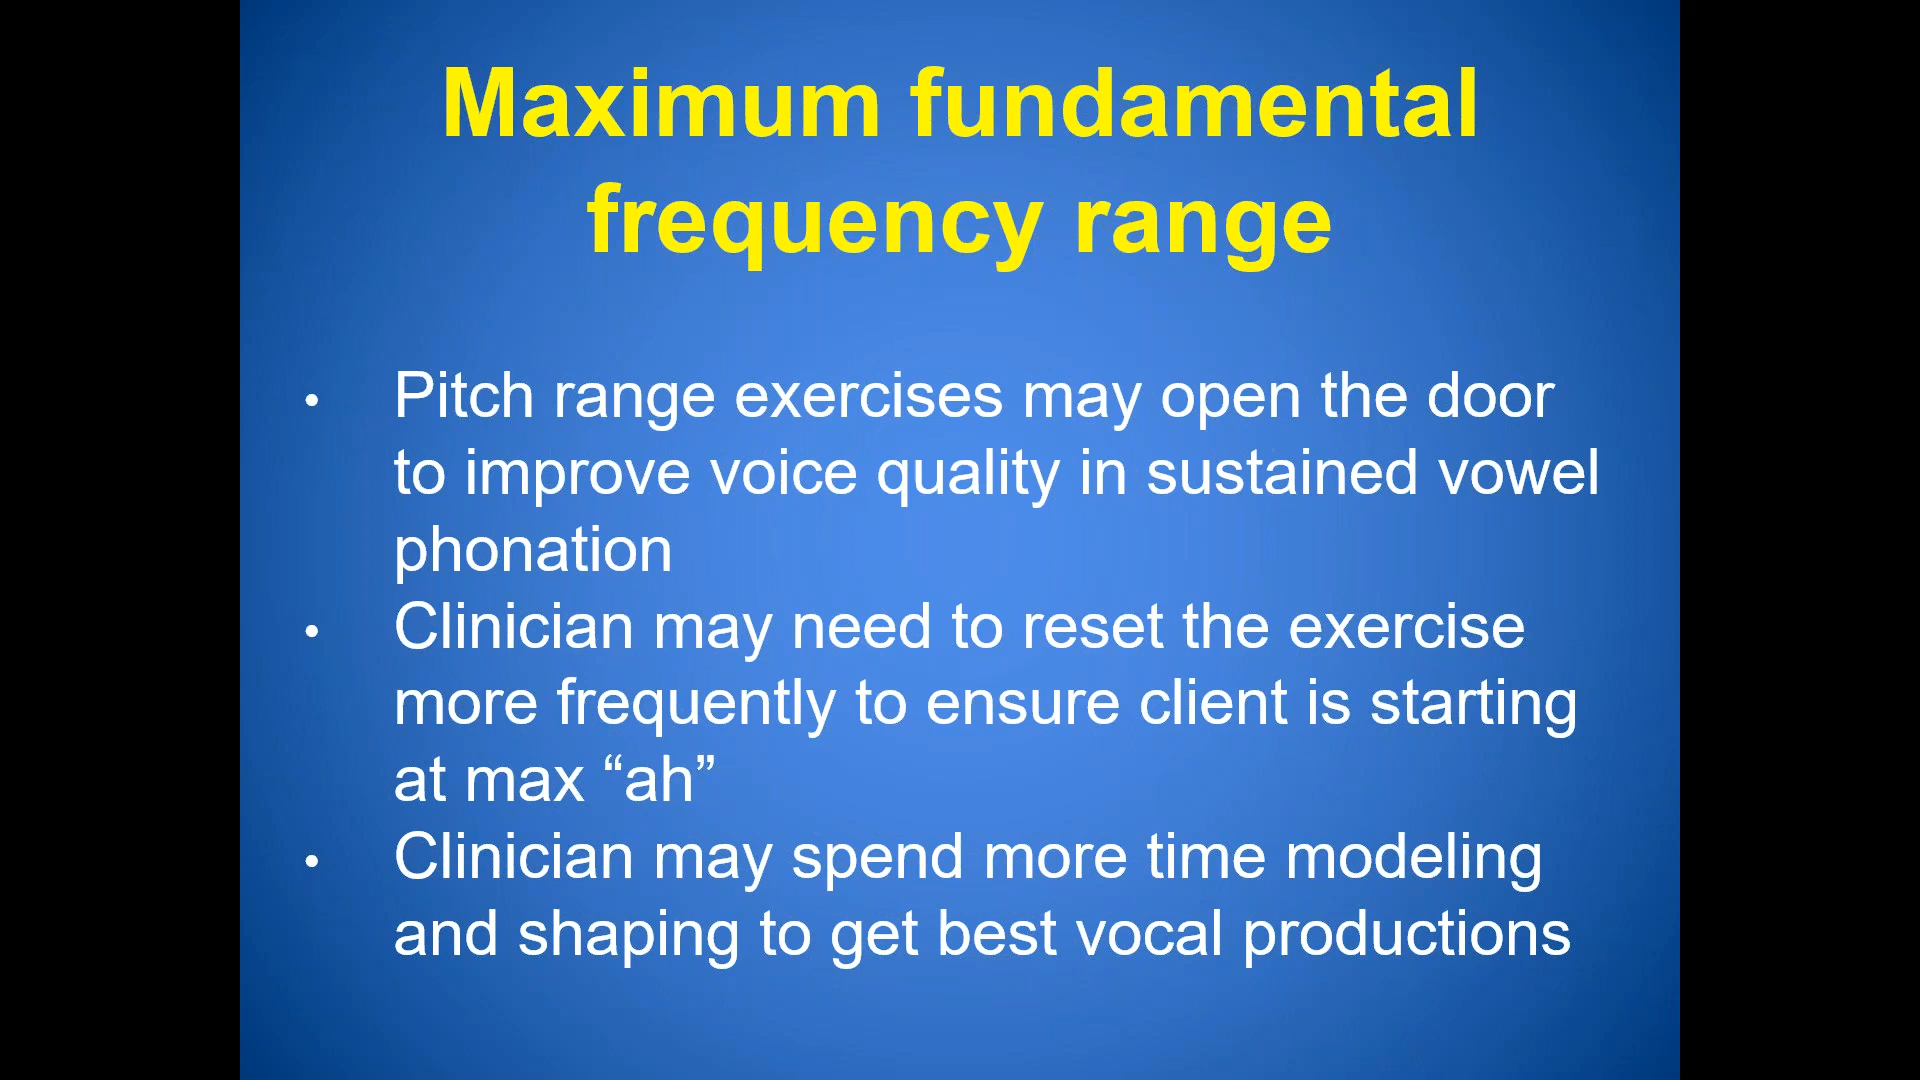 Maximum fundamental
frequency range
• Pitch range exercises may open the door
to improve voice quality in sustained vowel
phonation
• Clinician may need to reset the exercise
more frequently to ensure client is starting
at max “ah”
• Clinician may spend more time modeling
and shaping to get best vocal productions